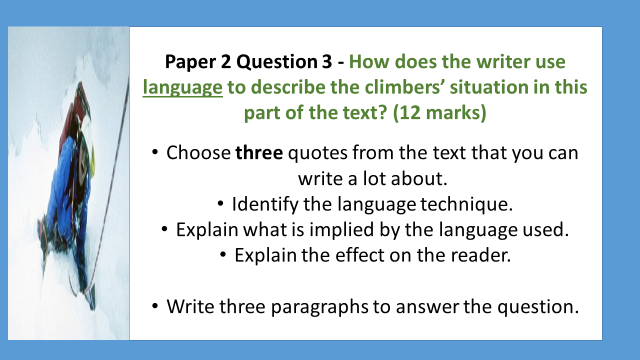 Paper 2 Question 3 - How does the writer use
language to describe the climbers’ situation in this
part of the text? (12 marks)
• Choose three quotes from the text that you can
write a lot about.
• Identify the language technique.
• Explain what is implied by the language used.
• Explain the effect on the reader.
• Write three paragraphs to answer the question.